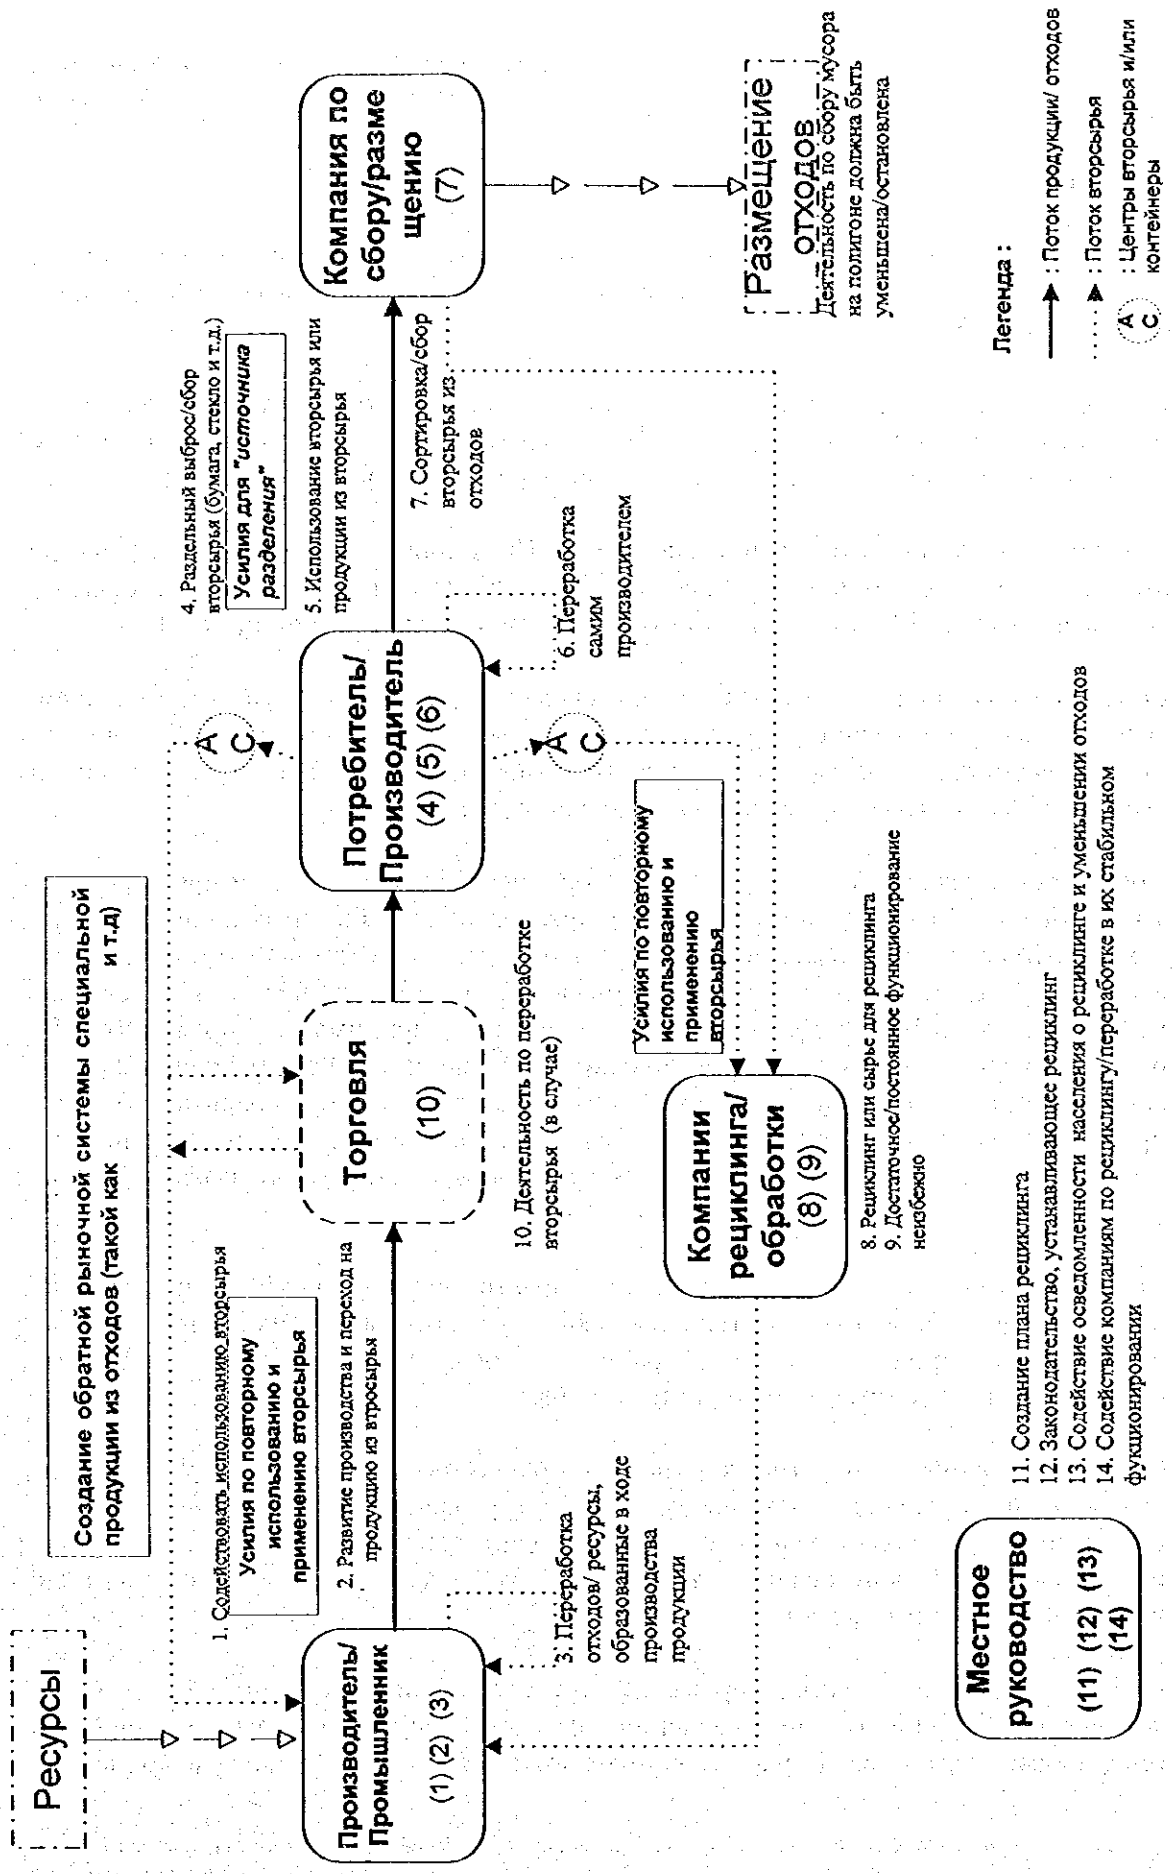 Создание обратной рыночной системы специальной
продукции из отходов (такой как и т.д)
Ресурсы
1. Содействовать использованию вторсырья
Усилия по повторному
использованию и
применению вторсырья
2. Развитие производства и переход на
продукцию из втросырья
4. Раздельный выброс/сбор
вторсырья (бумага, стекло и т.д.)
Усилия для "источника
разделения"
5. Использование вторсырья или
продукции из вторсырья
А
С
Производитель/
Промышленник
(1) (2) (3)
Торговля
(10)
Потребитель/
Производитель
(4) (5) (6)
Компания по
сбору/разме
щению
(7)
3. Переработка
отходов/ ресурсы,
образованные в ходе
производства
продукции
10. Деятельность по переработке
вторсырья (в случае)
А
С
6. Переработка
самим
производителем
7. Сортировка/сбор
вторсырья из
отходов
Усилия по повторному
использованию и
применению
вторсырья
Компании
рециклинга/
обработки
(8) (9)
8. Рециклинг или сырье для рециклинга
9. Достаточное/постоянное функционирование
неизбежно
Размещение
отходов
Деятельность по сбору мусора
на полигоне должна быть
уменьшена/остановлена
Местное
руководство
(11) (12) (13)
(14)
11. Создание плана рециклинга
12. Законодательство, устанавливающее рециклинг
13. Содействие осведомленности населения о рециклинге и уменьшении отходов
14. Содействие компаниям по рециклингу/переработке в их стабильном
фукционировании
Легенда :
: Поток продукции/ отходов
: Поток вторсырья
А
С
: Центры вторсырья и/или
контейнеры